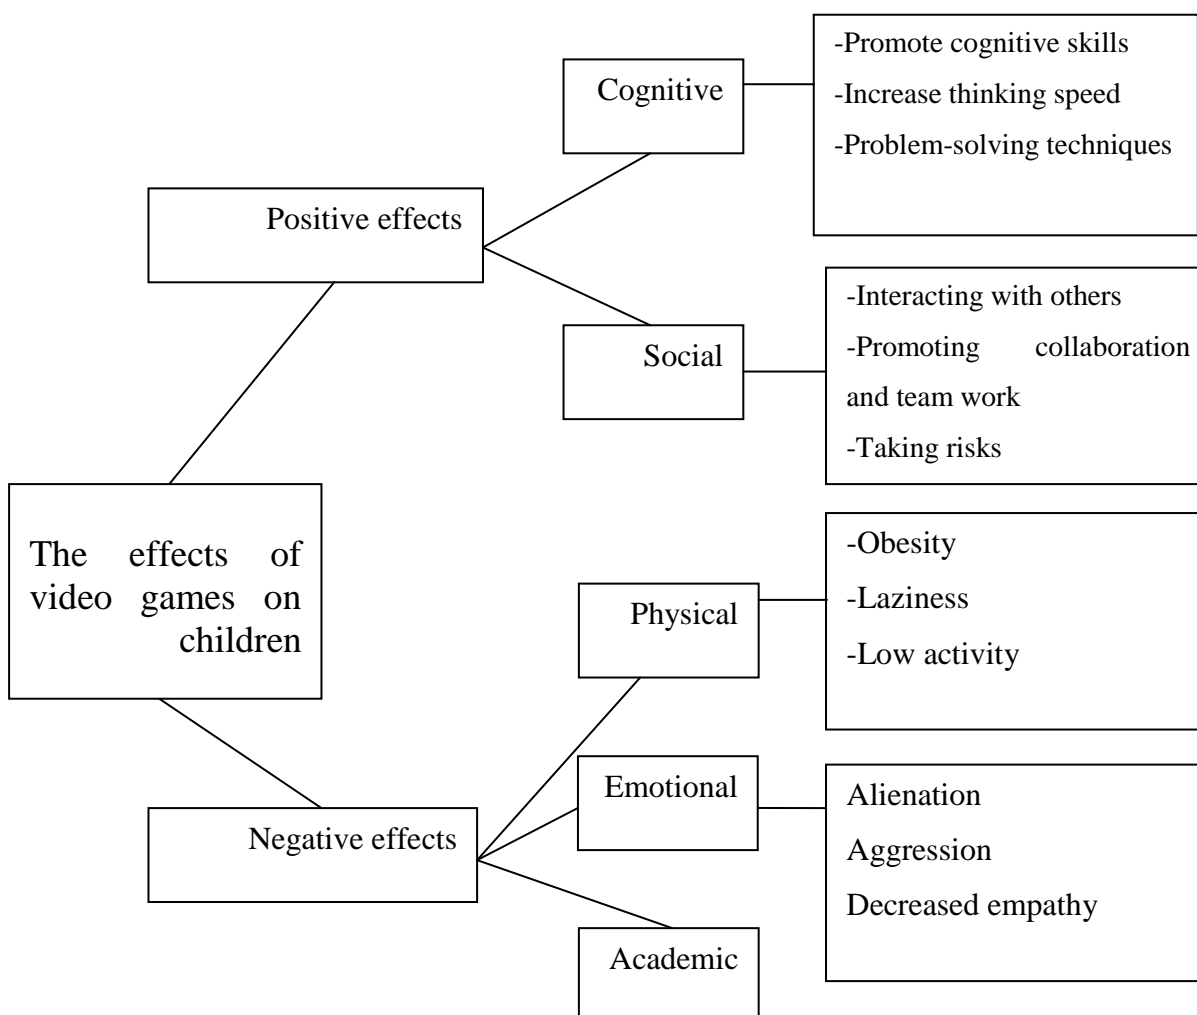 The effects of
video games on
children
Positive effects
Cognitive
-Promote cognitive skills
-Increase thinking speed
-Problem-solving techniques
Social
-Interacting with others
-Promoting collaboration
and team work
-Taking risks
Negative effects
Physical
-Obesity
-Laziness
-Low activity
Emotional
Alienation
Aggression
Decreased empathy
Academic